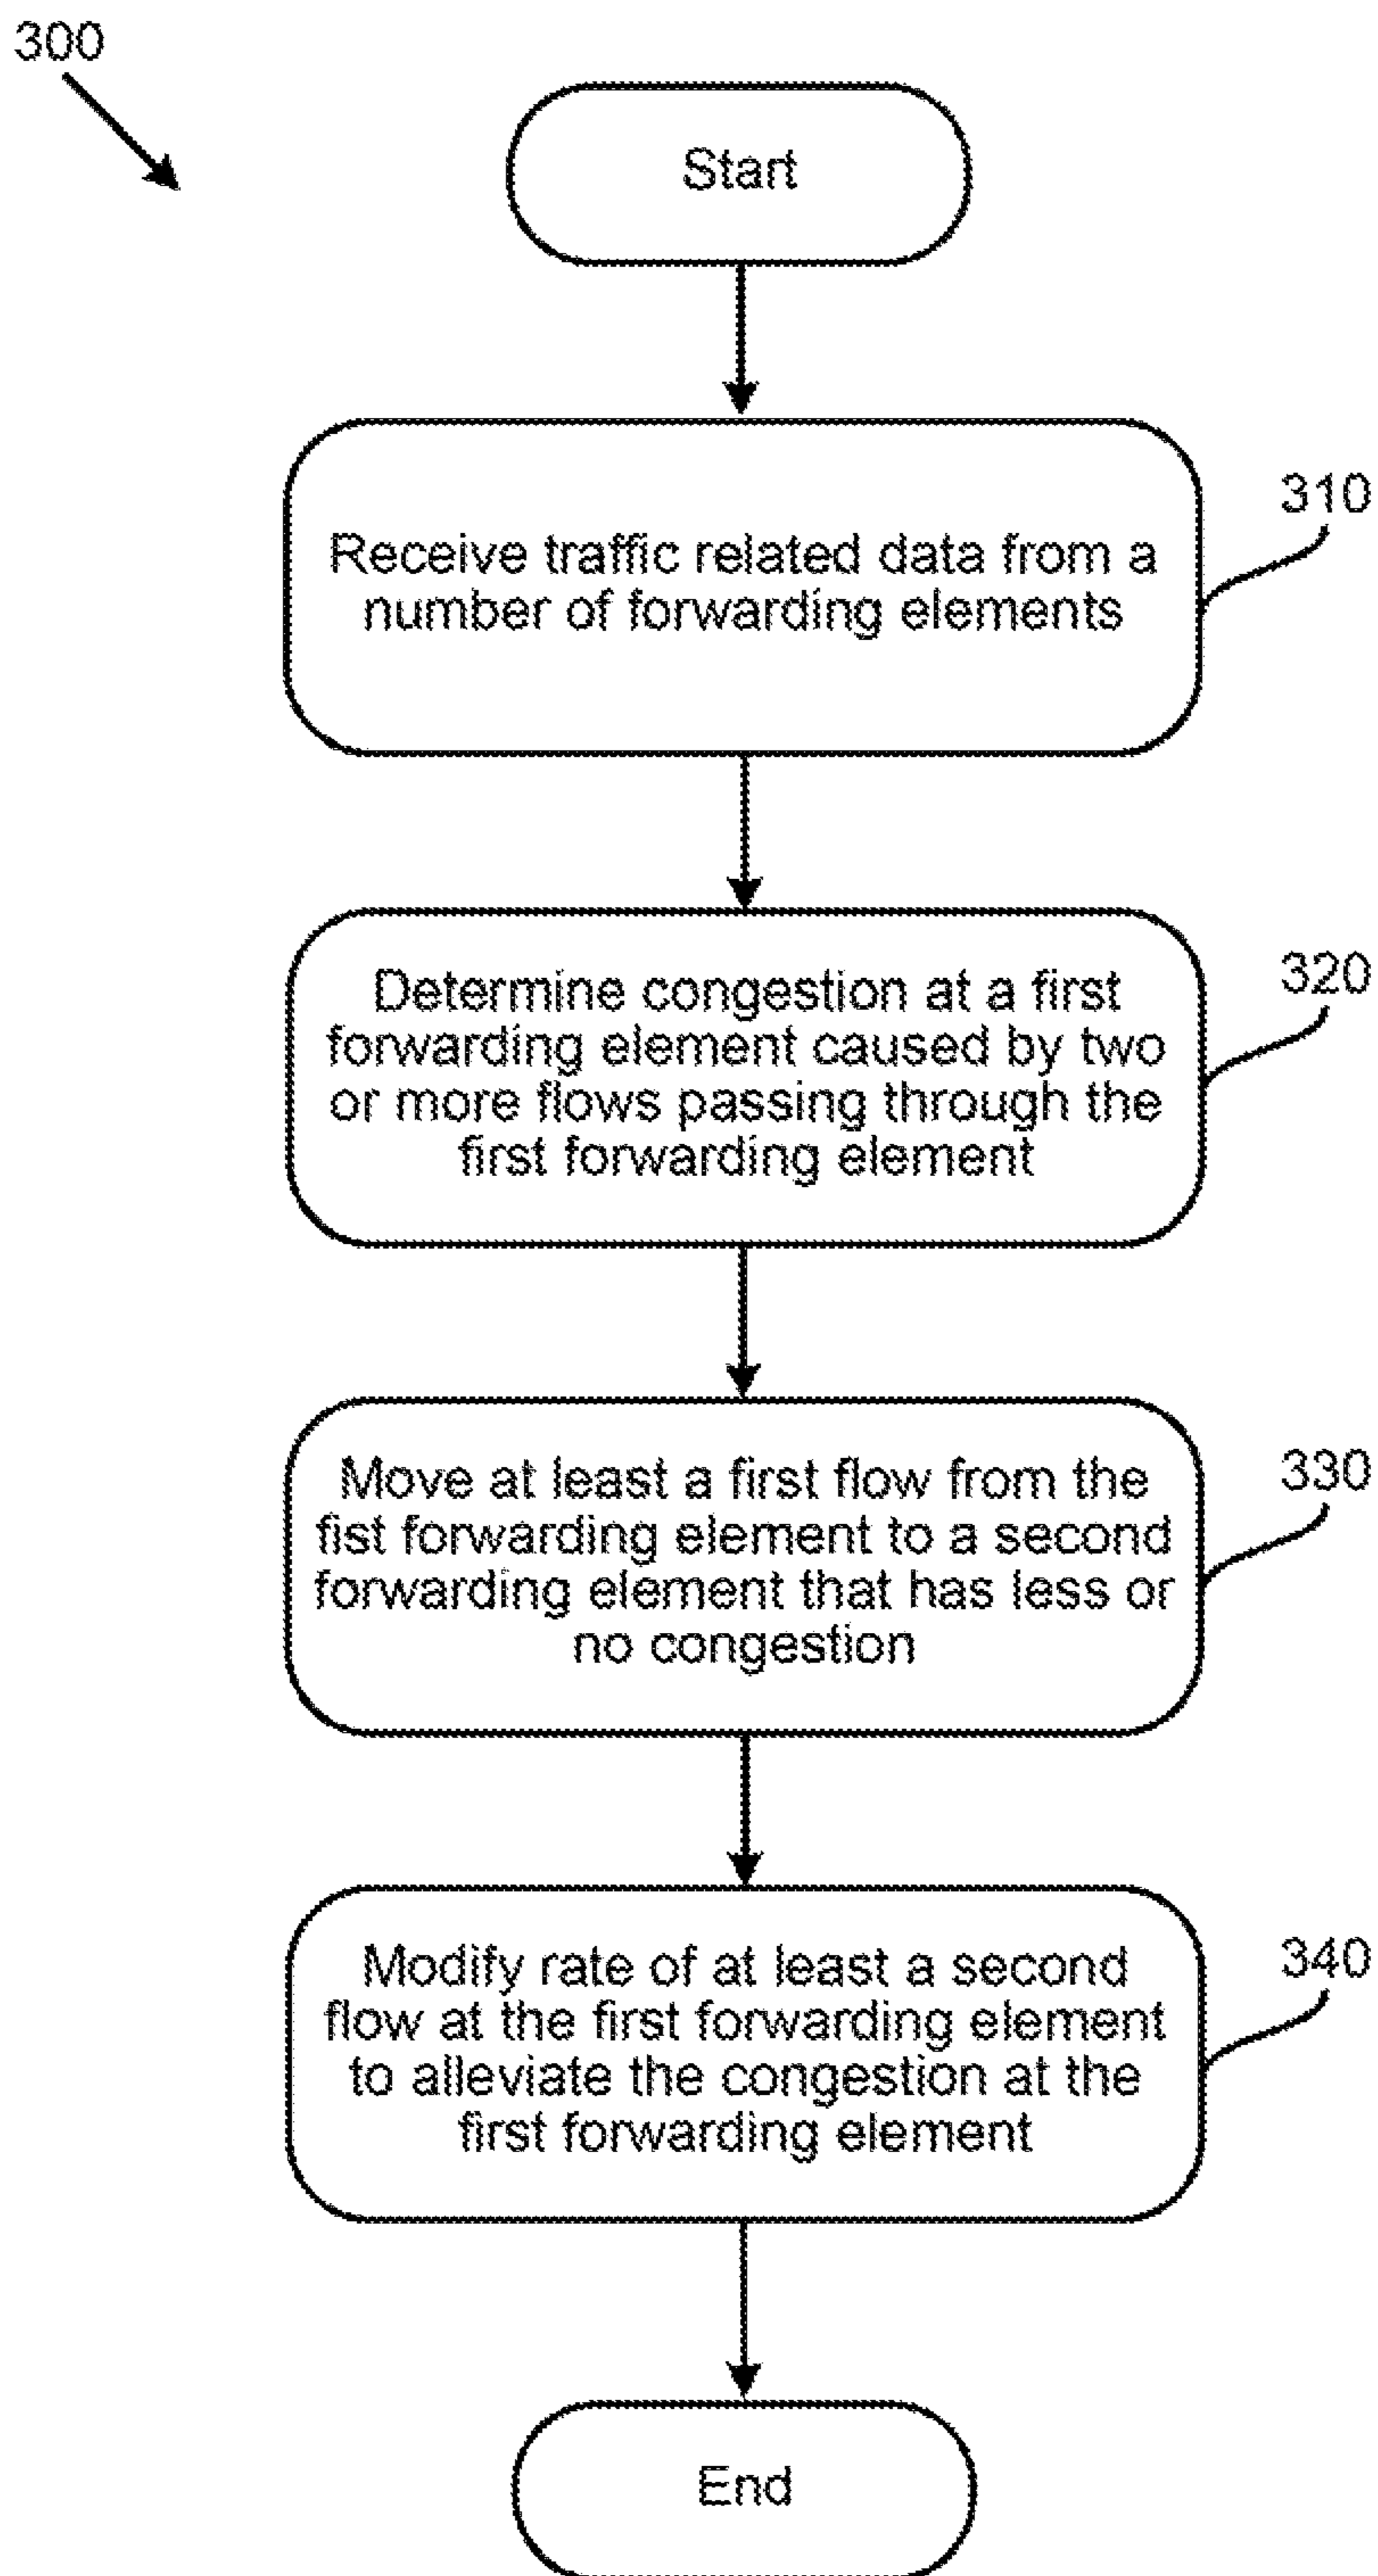 300
Start
310
Receive traffic related data from a
number of forwarding elements
320
Determine congestion at a first
forwarding element caused by two
or more flows passing through the
first forwarding element
330
Move at least a first flow from the
fist forwarding element to a second
forwarding element that has less or
no congestion
340
Modify rate of at least a second
flow at the first forwarding element
to alleviate the congestion at the
first forwarding element
End